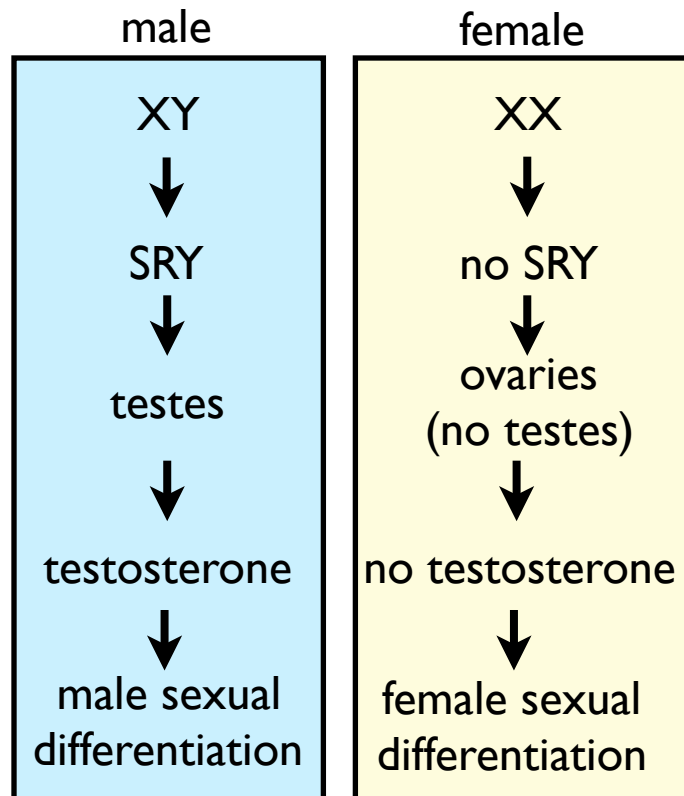 male
XY
SRY
testes
testosterone
male sexual
differentiation
female
XX
no SRY
ovaries
(no testes)
no testosterone
female sexual
differentiation